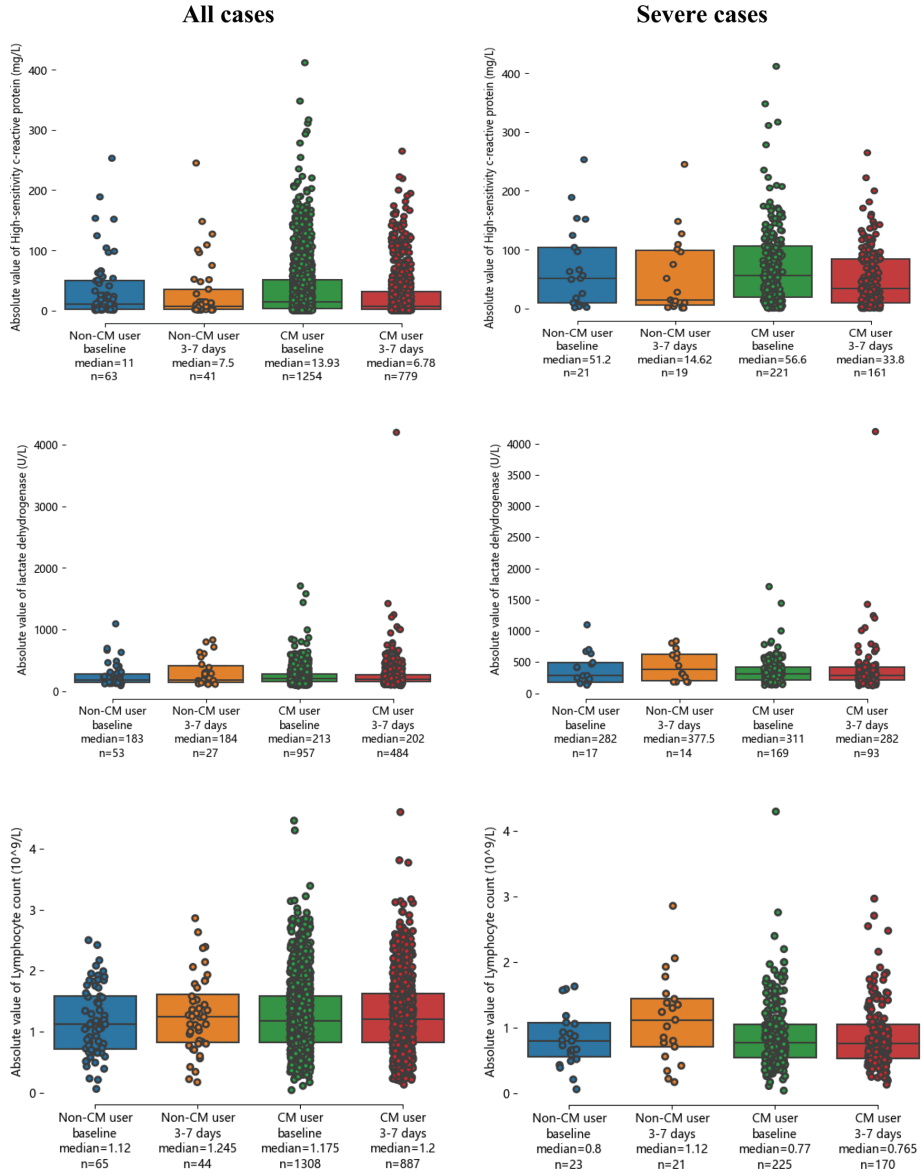 All cases
Severe cases
Absolute value of High-sensitivity c-reactive protein (mg/L)
400
300
200
100
0
Non-CM user
baseline
median=11
n=63
Non-CM user
3-7 days
median=7.5
n=41
CM user
baseline
median=13.93
n=1254
CM user
3-7 days
median=6.78
n=779
Absolute value of High-sensitivity c-reactive protein (mg/L)
400
300
200
100
0
Non-CM user
baseline
median=51.2
n=21
Non-CM user
3-7 days
median=14.62
n=19
CM user
baseline
median=56.6
n=221
CM user
3-7 days
median=33.8
n=161
Absolute value of lactate dehydrogenase (U/L)
4000
3000
2000
1000
0
Non-CM user
baseline
median=183
n=53
Non-CM user
3-7 days
median=184
n=27
CM user
baseline
median=213
n=957
CM user
3-7 days
median=202
n=484
Absolute value of lactate dehydrogenase (U/L)
4000
3500
3000
2500
2000
1500
1000
500
0
Non-CM user
baseline
median=282
n=17
Non-CM user
3-7 days
median=377.5
n=14
CM user
baseline
median=311
n=169
CM user
3-7 days
median=282
n=93
Absolute value of Lymphocyte count (10^9/L)
4
3
2
1
0
Non-CM user
baseline
median=1.12
n=65
Non-CM user
3-7 days
median=1.245
n=44
CM user
baseline
median=1.175
n=1308
CM user
3-7 days
median=1.2
n=887
Absolute value of Lymphocyte count (10^9/L)
4
3
2
1
0
Non-CM user
baseline
median=0.8
n=23
Non-CM user
3-7 days
median=1.12
n=21
CM user
baseline
median=0.77
n=225
CM user
3-7 days
median=0.765
n=170